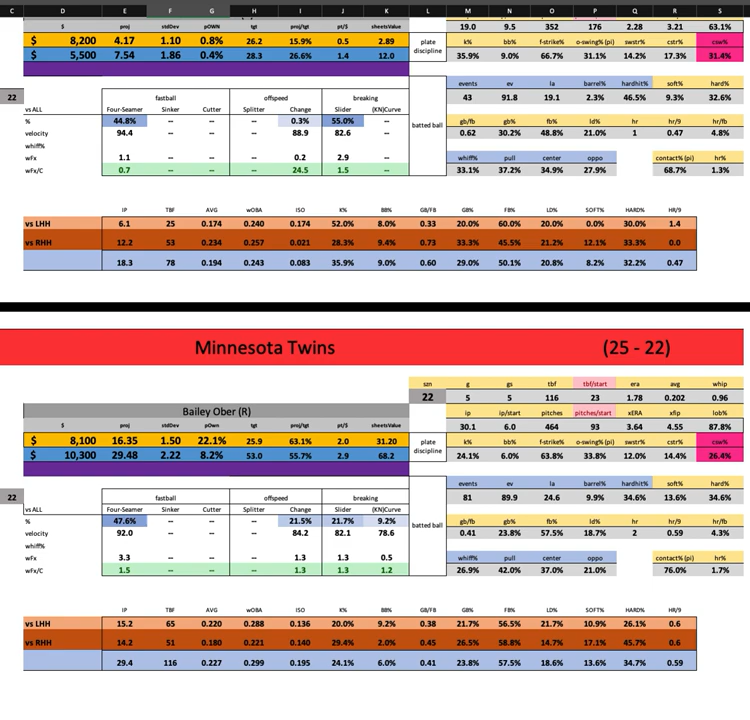 C D E F G H I J K L M N O P Q R S
19.0 9.5 352 176 2.28 3.21 63.1%
$ proj stdDev pOWN tgt proj/tgt pt/$ sheetsValue
$ 8,200 4.17 1.10 0.8% 26.2 15.9% 0.5 2.89 plate discipline k% bb% f-strike% o-swing% (pi) swstr% cstr% csw%
$ 5,500 7.54 1.86 0.4% 28.3 26.6% 1.4 12.0 35.9% 9.0% 66.7% 31.1% 14.2% 17.3% 31.4%
events ev la barrel% hardhit% soft% hard%
22 fastball offspeed breaking 43 91.8 19.1 2.3% 46.5% 9.3% 32.6%
vs ALL Four-Seamer Sinker Cutter Splitter Change Slider (KN)Curve
% 44.8% -- -- -- 0.3% 55.0% -- batted ball gb/fb gb% fb% ld% hr hr/9 hr/fb
velocity 94.4 -- -- -- 88.9 82.6 -- 0.62 30.2% 48.8% 21.0% 1 0.47 4.8%
whiff%
wFx 1.1 -- -- -- 0.2 2.9 -- whiff% pull center oppo contact% (pi) hr%
wFx/C 0.7 -- -- -- 24.5 1.5 -- 33.1% 37.2% 34.9% 27.9% 68.7% 1.3%
IP TBF AVG wOBA ISO K% BB% GB/FB GB% FB% LD% SOFT% HARD% HR/9
vs LHH 6.1 25 0.174 0.240 0.174 52.0% 8.0% 0.33 20.0% 60.0% 20.0% 0.0% 30.0% 1.4
vs RHH 12.2 53 0.234 0.257 0.021 28.3% 9.4% 0.73 33.3% 45.5% 21.2% 12.1% 33.3% 0.0
18.3 78 0.194 0.243 0.083 35.9% 9.0% 0.60 29.0% 50.1% 20.8% 8.2% 32.2% 0.47
Minnesota Twins (25 - 22)
szn g gs tbf tbf/start era avg whip
22 5 5 116 23 1.78 0.202 0.96
Bailey Ober (R) ip ip/start pitches pitches/start xERA xfip lob%
$ proj stdDev pOwn tgt proj/tgt pt/$ sheetsValue 30.1 6.0 464 93 3.64 4.55 87.8%
$ 8,100 16.35 1.50 22.1% 25.9 63.1% 2.0 31.20 plate discipline k% bb% f-strike% o-swing% (pi) swstr% cstr% csw%
$ 10,300 29.48 2.22 8.2% 53.0 55.7% 2.9 68.2 24.1% 6.0% 63.8% 33.8% 12.0% 14.4% 26.4%
events ev la barrel% hardhit% soft% hard%
22 fastball offspeed breaking 81 89.9 24.6 9.9% 34.6% 13.6% 34.6%
vs ALL Four-Seamer Sinker Cutter Splitter Change Slider (KN)Curve
% 47.6% -- -- -- 21.5% 21.7% 9.2% batted ball gb/fb gb% fb% ld% hr hr/9 hr/fb
velocity 92.0 -- -- -- 84.2 82.1 78.6 0.41 23.8% 57.5% 18.7% 2 0.59 4.3%
whiff%
wFx 3.3 -- -- -- 1.3 1.3 0.5 whiff% pull center oppo contact% (pi) hr%
wFx/C 1.5 -- -- -- 1.3 1.3 1.2 26.9% 42.0% 37.0% 21.0% 76.0% 1.7%
IP TBF AVG wOBA ISO K% BB% GB/FB GB% FB% LD% SOFT% HARD% HR/9
vs LHH 15.2 65 0.220 0.288 0.136 20.0% 9.2% 0.38 21.7% 56.5% 21.7% 10.9% 26.1% 0.6
vs RHH 14.2 51 0.180 0.221 0.140 29.4% 2.0% 0.45 26.5% 58.8% 14.7% 17.1% 45.7% 0.6
29.4 116 0.227 0.299 0.195 24.1% 6.0% 0.41 23.8% 57.5% 18.6% 13.6% 34.7% 0.59